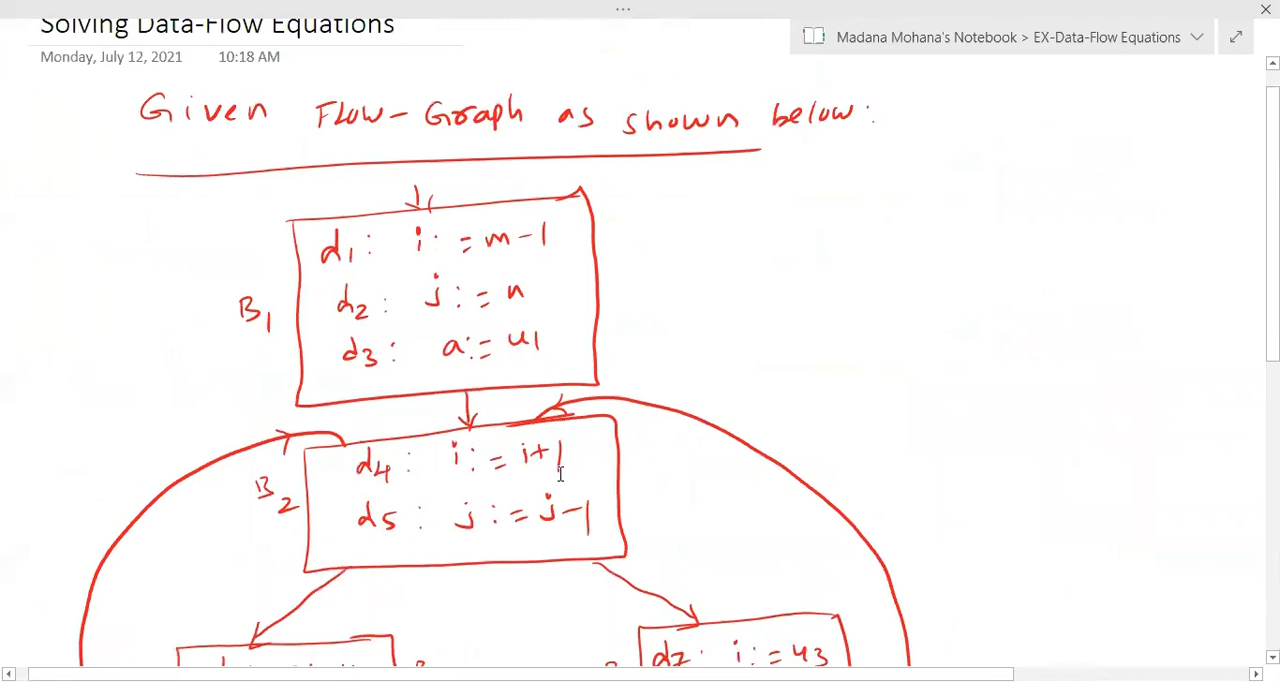 Solving Data-Flow Equations
Monday, July 12, 2021 10:18 AM
Madana Mohana's Notebook > EX-Data-Flow Equations
Given Flow-Graph as shown below:
d1: i:=m-1
B1 d2: j:=n
d3: a:=u1
d4: i:=i+1
B2 d5: j:=j-1
i:=u3